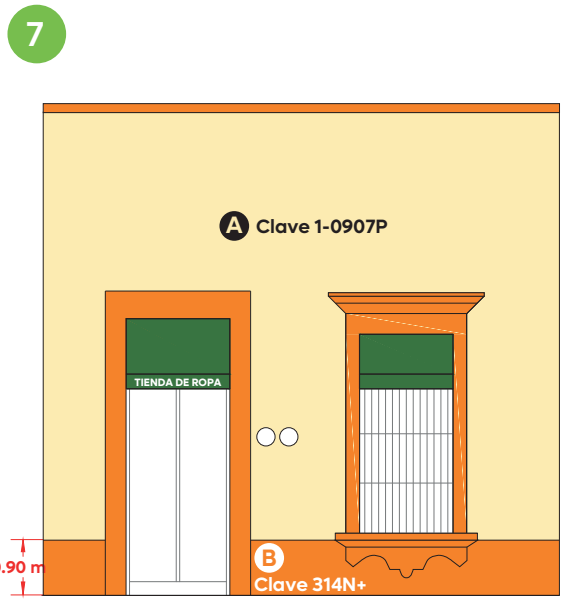 7
A Clave 1-0907P
TIENDA DE ROPA
.90 m
B
Clave 314N+